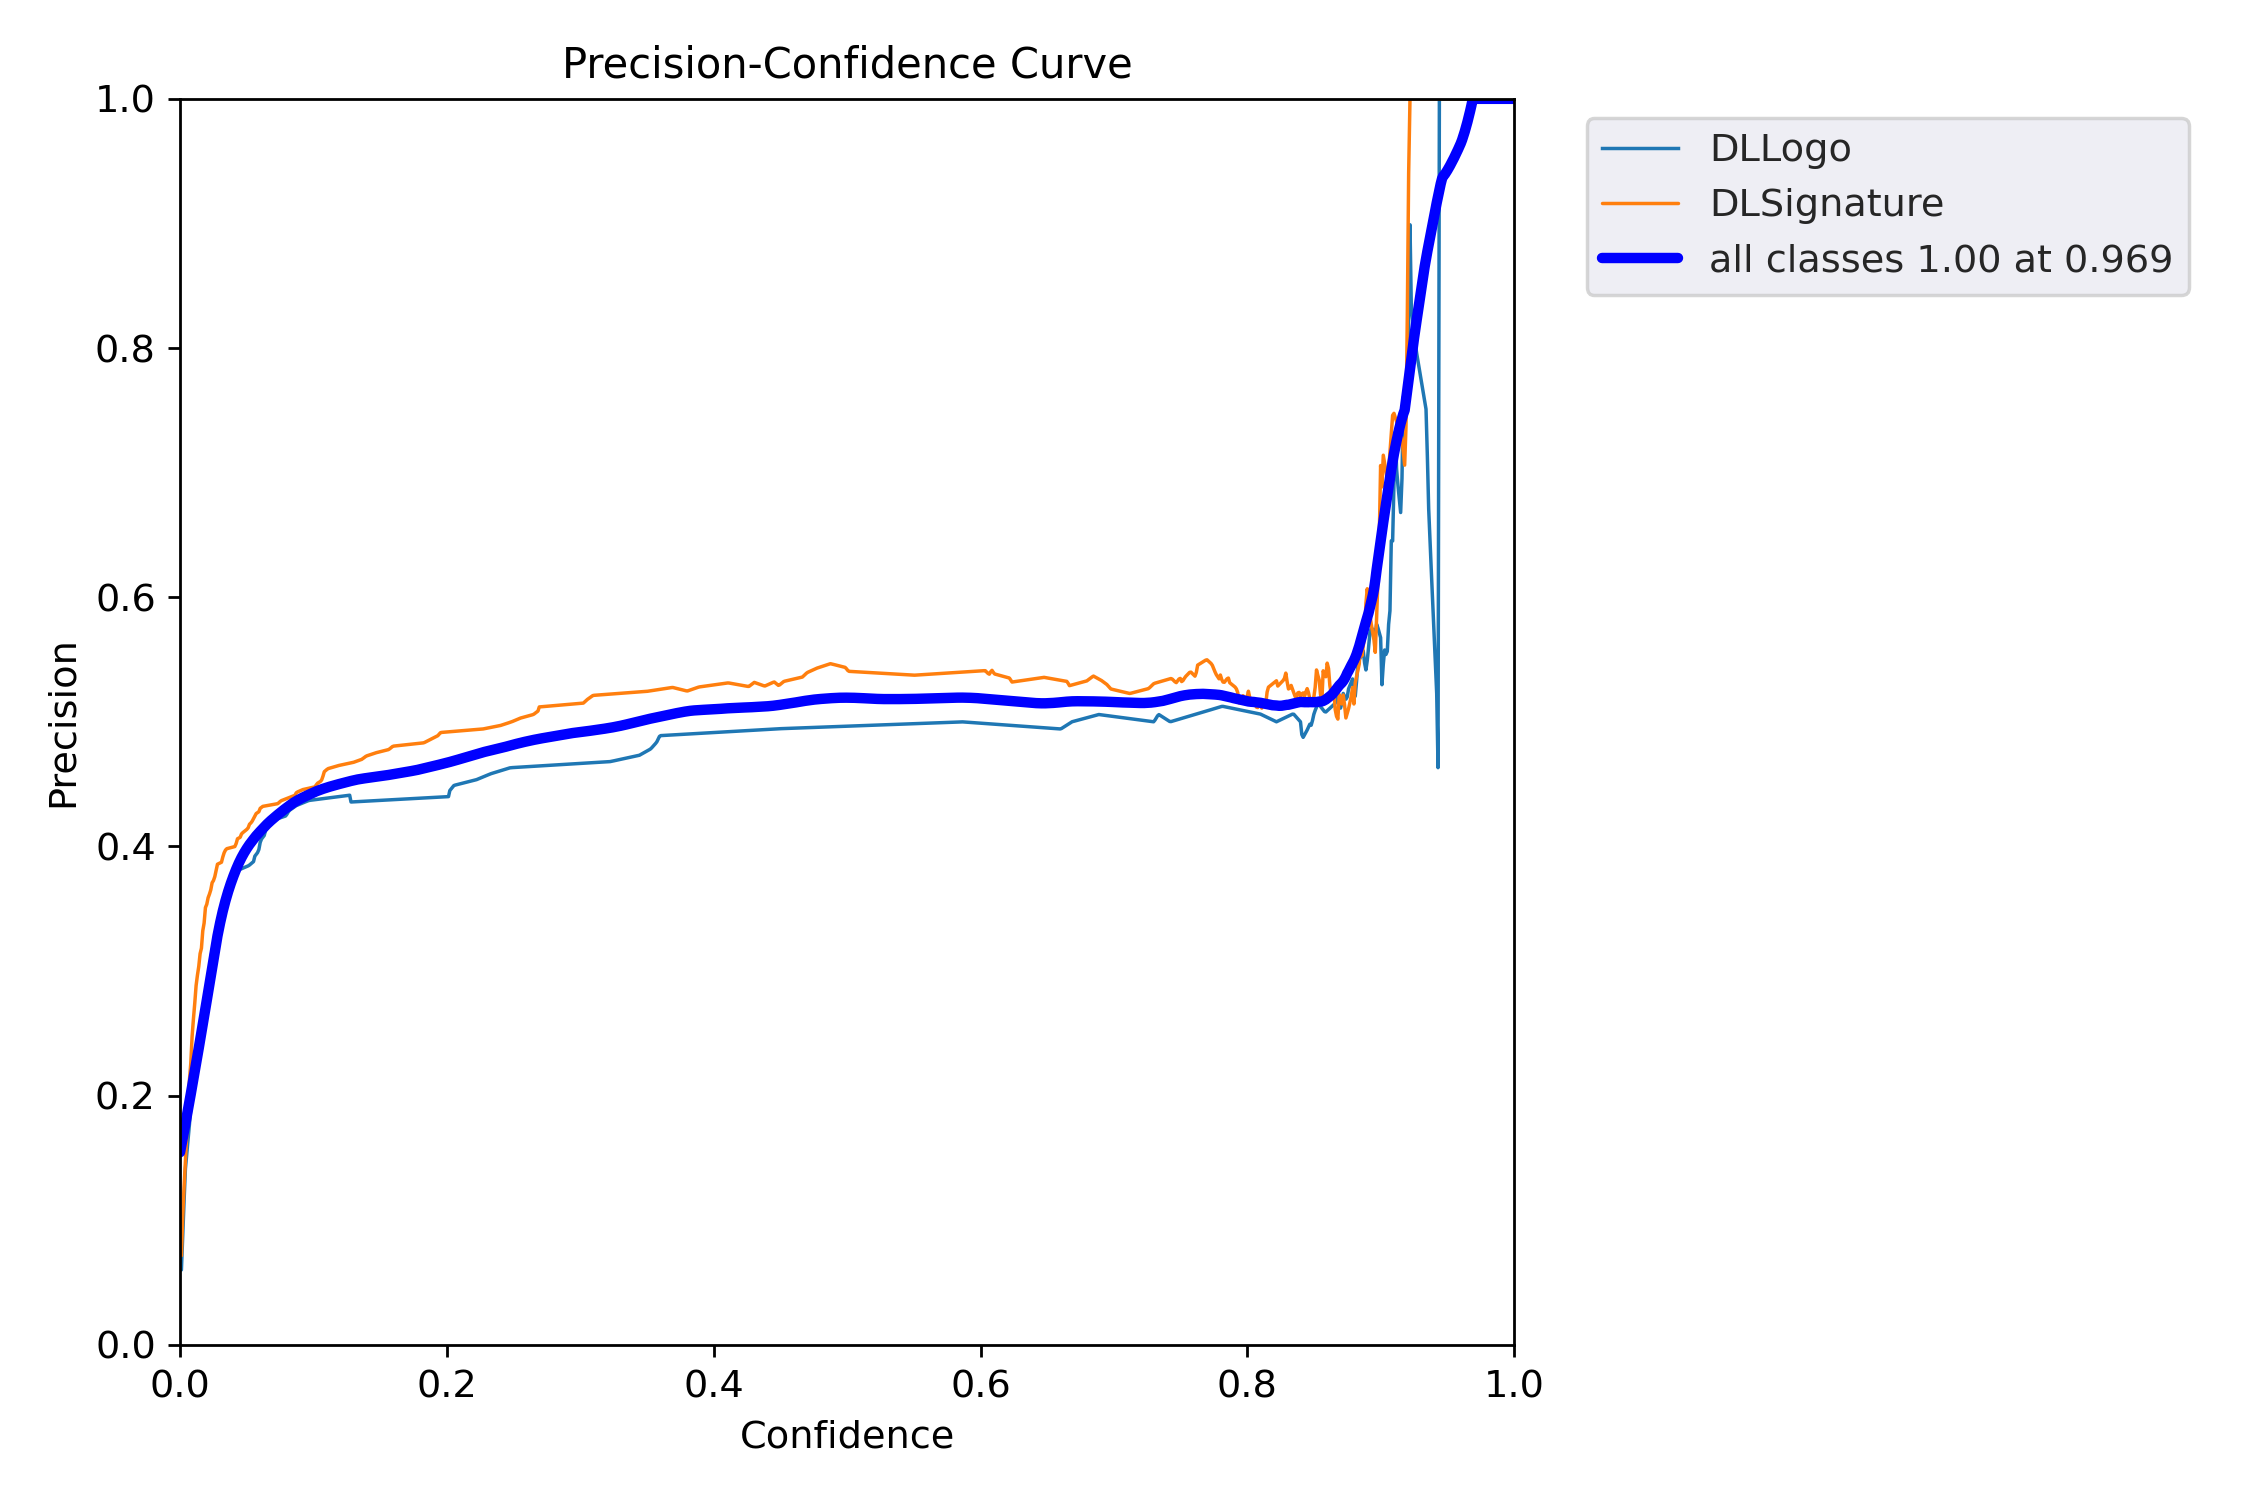 Precision-Confidence Curve
1.0
0.8
0.6
0.4
0.2
0.0
Precision
0.0 0.2 0.4 0.6 0.8 1.0
Confidence
DLLogo
DLSignature
all classes 1.00 at 0.969